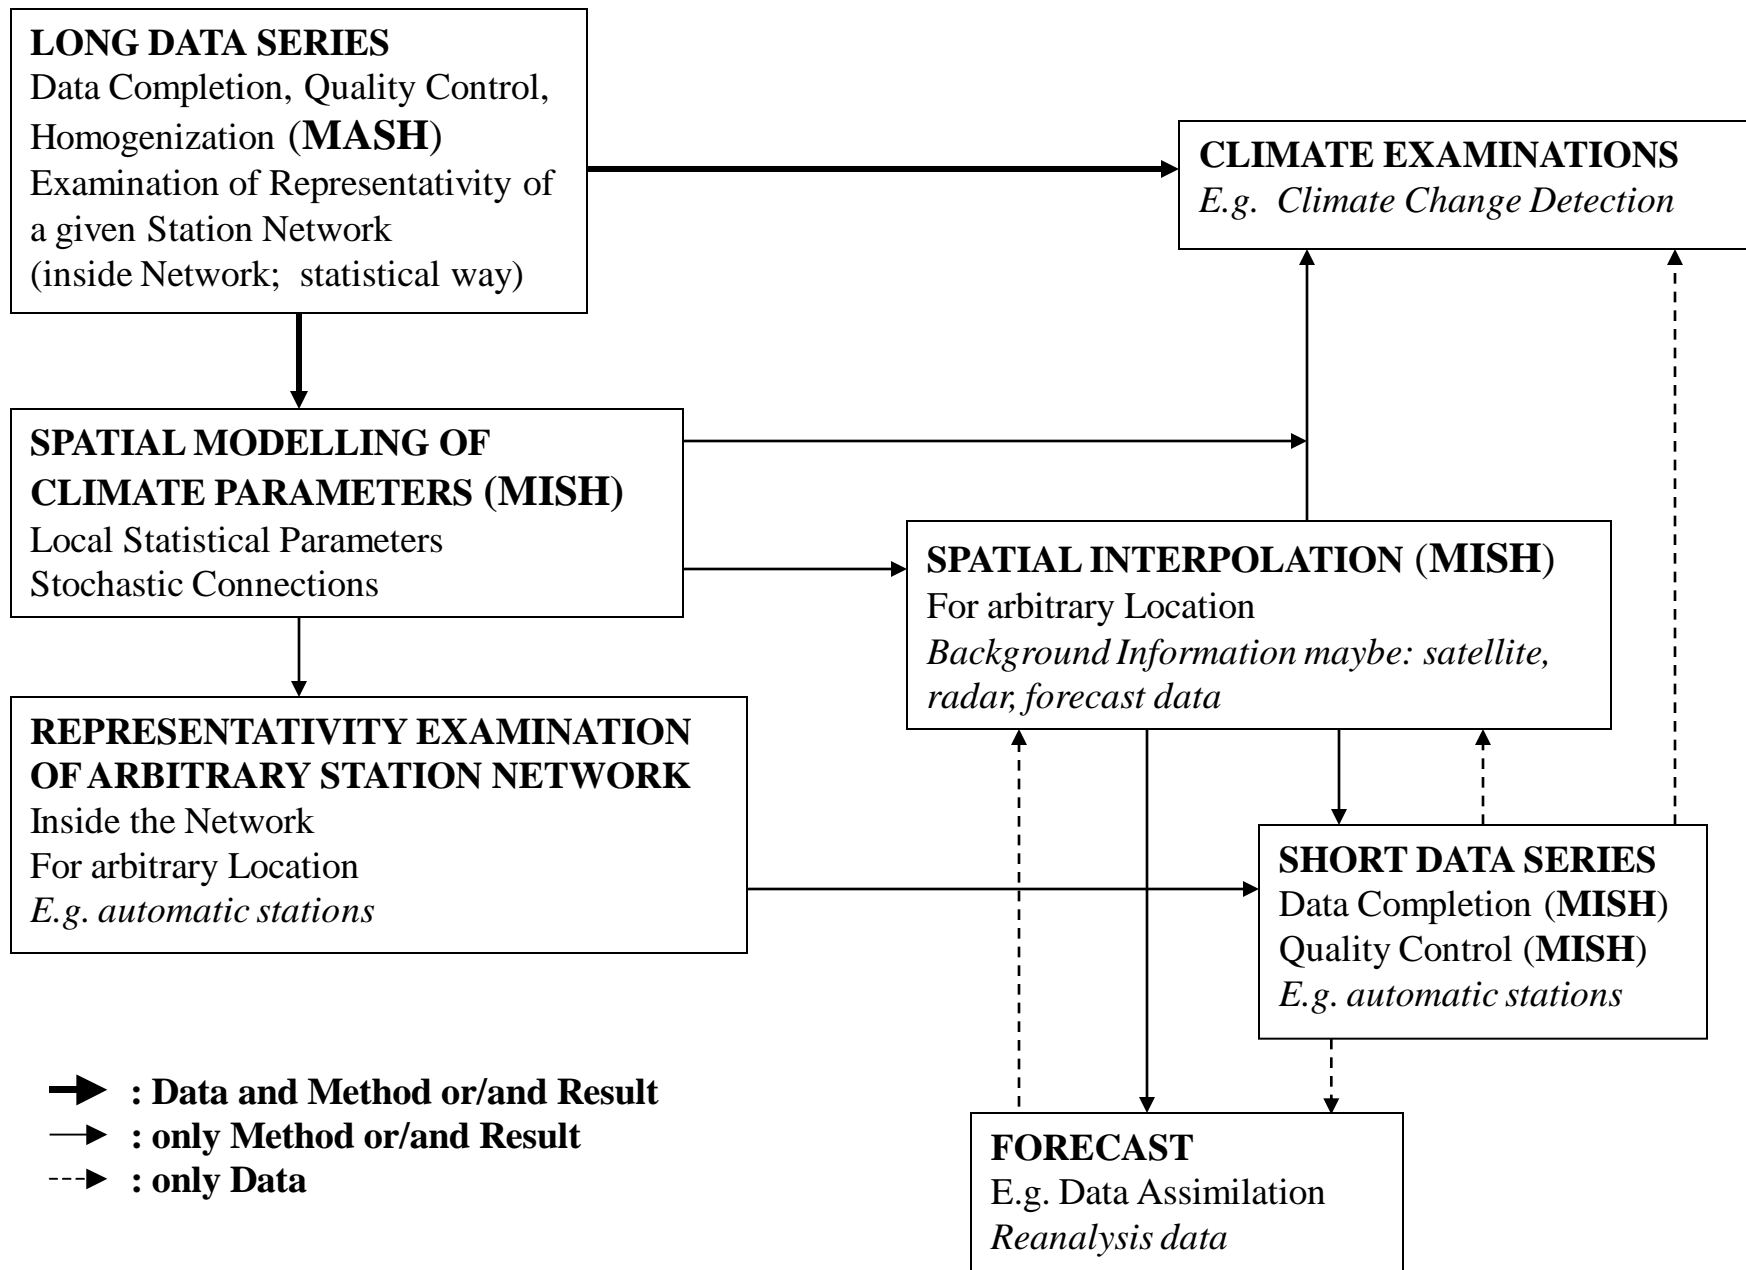 LONG DATA SERIES
Data Completion, Quality Control,
Homogenization (MASH)
Examination of Representativity of
a given Station Network
(inside Network; statistical way)
CLIMATE EXAMINATIONS
E.g. Climate Change Detection
SPATIAL MODELLING OF
CLIMATE PARAMETERS (MISH)
Local Statistical Parameters
Stochastic Connections
SPATIAL INTERPOLATION (MISH)
For arbitrary Location
Background Information maybe: satellite,
radar, forecast data
REPRESENTATIVITY EXAMINATION
OF ARBITRARY STATION NETWORK
Inside the Network
For arbitrary Location
E.g. automatic stations
SHORT DATA SERIES
Data Completion (MISH)
Quality Control (MISH)
E.g. automatic stations
: Data and Method or/and Result
: only Method or/and Result
: only Data
FORECAST
E.g. Data Assimilation
Reanalysis data